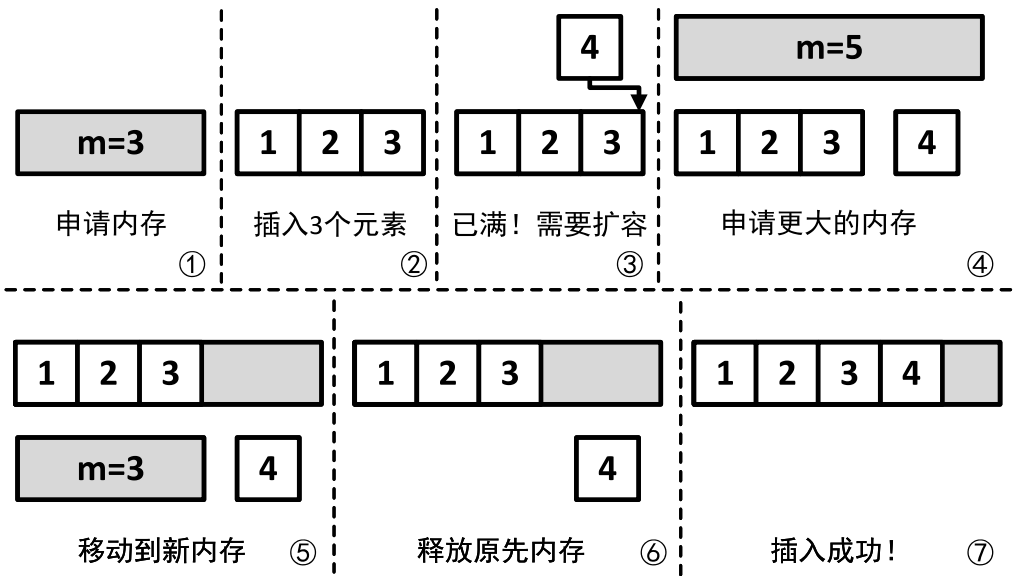 m=3
1 2 3
4
1 2 3
m=5
1 2 3 4
申请内存
插入3个元素
已满！需要扩容
申请更大的内存
①
②
③
④
1 2 3
m=3 4
移动到新内存 ⑤
1 2 3
4
释放原先内存 ⑥
1 2 3 4
插入成功！ ⑦